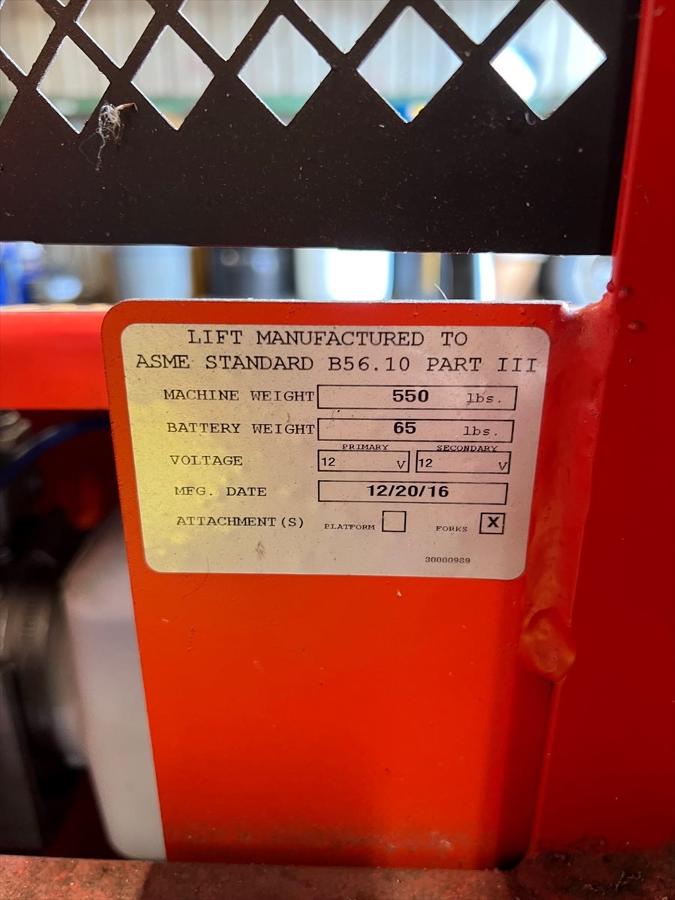 LIFT MANUFACTURED TO
ASME STANDARD B56.10 PART III
MACHINE WEIGHT 550 lbs.
BATTERY WEIGHT 65 lbs.
PRIMARY SECONDARY
VOLTAGE 12 V 12 V
MFG. DATE 12/20/16
ATTACHMENT(S) PLATFORM FORKS X
30000989